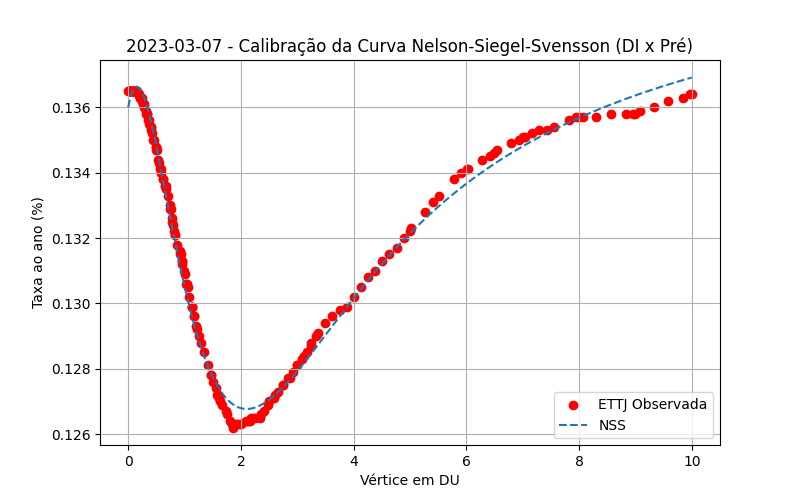 2023-03-07 - Calibração da Curva Nelson-Siegel-Svensson (DI x Pré)
Taxa ao ano (%)
0.136
0.134
0.132
0.130
0.128
0.126
0 2 4 6 8 10
Vértice em DU
ETTJ Observada
NSS